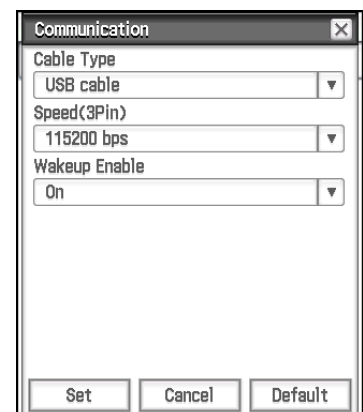 Communication
Cable Type
USB cable
Speed(3Pin)
115200 bps
Wakeup Enable
On
Set Cancel Default